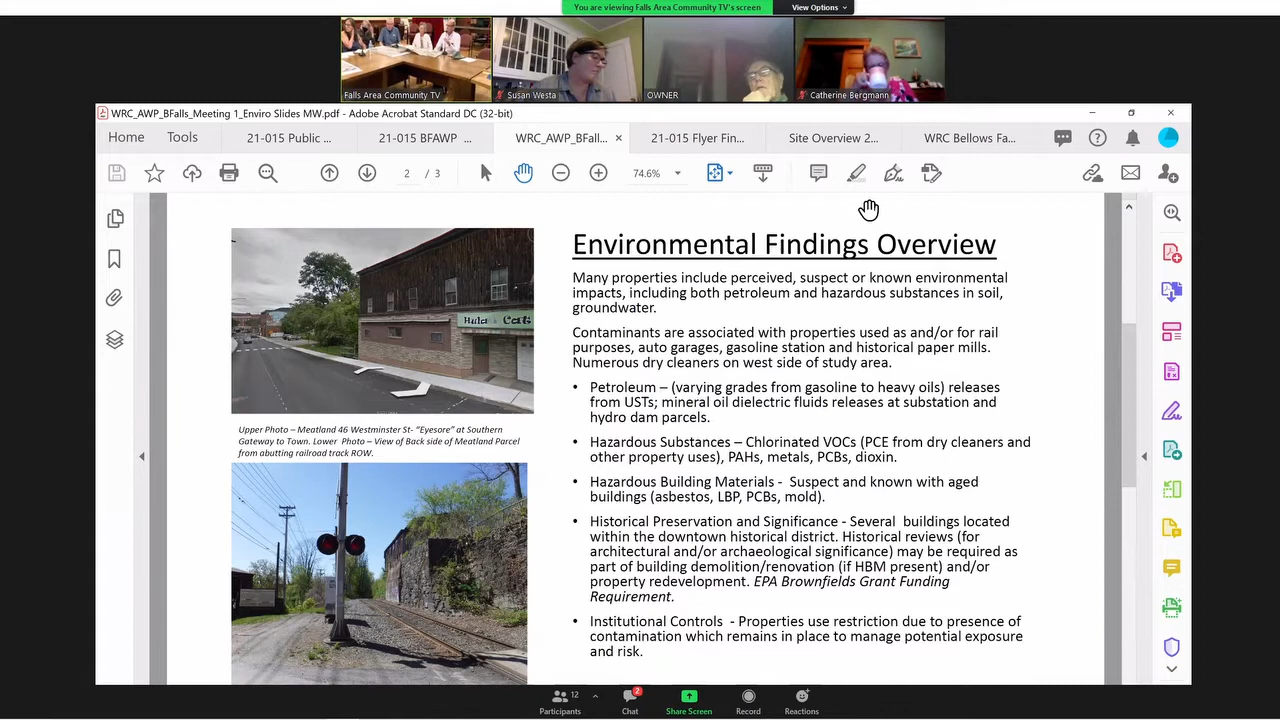 You are viewing Falls Area Community TV's screen
View Options
Falls Area Community TV
Susan Westa
OWNER
Catherine Bergmann
WRC_AWP_BFalls_Meeting 1_Enviro Slides MW.pdf - Adobe Acrobat Standard DC (32-bit)
Home
Tools
21-015 Public ...
21-015 BFAWP ...
WRC_AWP_BFall...
21-015 Flyer Fin...
Site Overview 2...
WRC Bellows Fa...
2 / 3
74.6%
Hula Cat
Upper Photo – Meatland 46 Westminster St- “Eyesore” at Southern
Gateway to Town. Lower Photo – View of Back side of Meatland Parcel
from abutting railroad track ROW.
Environmental Findings Overview
Many properties include perceived, suspect or known environmental
impacts, including both petroleum and hazardous substances in soil,
groundwater.
Contaminants are associated with properties used as and/or for rail
purposes, auto garages, gasoline station and historical paper mills.
Numerous dry cleaners on west side of study area.
• Petroleum – (varying grades from gasoline to heavy oils) releases
from USTs; mineral oil dielectric fluids releases at substation and
hydro dam parcels.
• Hazardous Substances – Chlorinated VOCs (PCE from dry cleaners and
other property uses), PAHs, metals, PCBs, dioxin.
• Hazardous Building Materials - Suspect and known with aged
buildings (asbestos, LBP, PCBs, mold).
• Historical Preservation and Significance - Several buildings located
within the downtown historical district. Historical reviews (for
architectural and/or archaeological significance) may be required as
part of building demolition/renovation (if HBM present) and/or
property redevelopment. EPA Brownfields Grant Funding
Requirement.
• Institutional Controls - Properties use restriction due to presence of
contamination which remains in place to manage potential exposure
and risk.
12
2
Participants
Chat
Share Screen
Record
Reactions